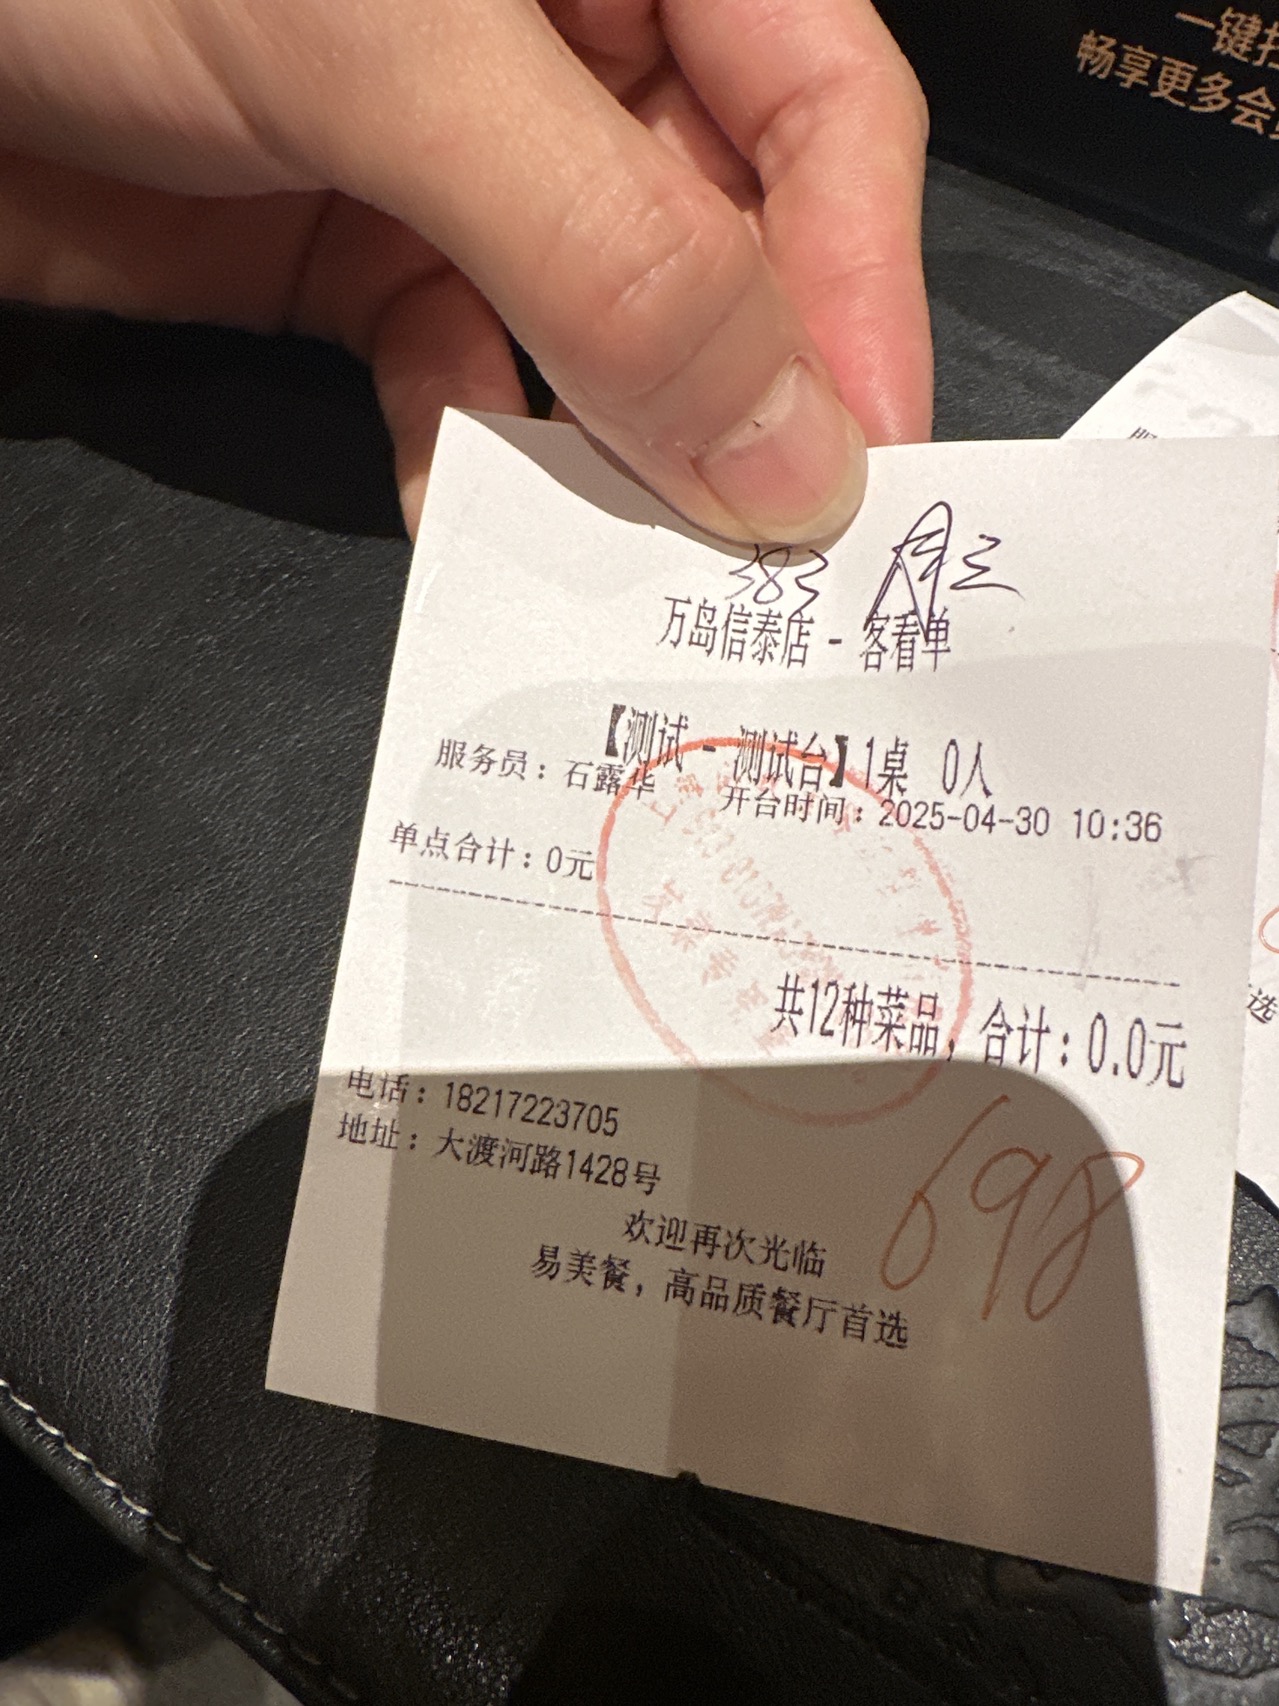 一键扫
畅享更多会员
383
万岛信泰店 - 客看单
【测试 - 测试台】1桌 0人
服务员：石露华 开台时间：2025-04-30 10:36
单点合计：0元
共12种菜品，合计：0.0元
电话：18217223705
地址：大渡河路1428号
698
欢迎再次光临
易美餐，高品质餐厅首选
选